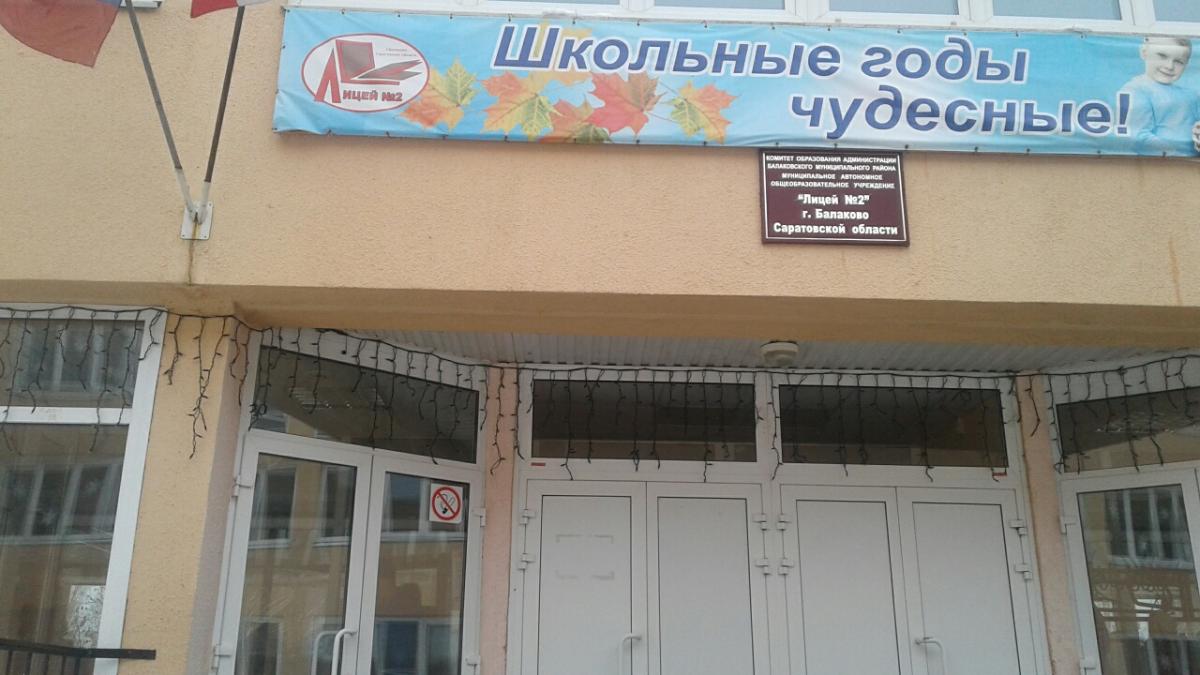 Школьные годы
чудесные!
ЛИЦЕЙ №2
КОМИТЕТ ОБРАЗОВАНИЯ АДМИНИСТРАЦИИ
БАЛАКОВСКОГО МУНИЦИПАЛЬНОГО РАЙОНА
МУНИЦИПАЛЬНОЕ АВТОНОМНОЕ
ОБЩЕОБРАЗОВАТЕЛЬНОЕ УЧРЕЖДЕНИЕ
"Лицей №2"
г. Балаково
Саратовской области